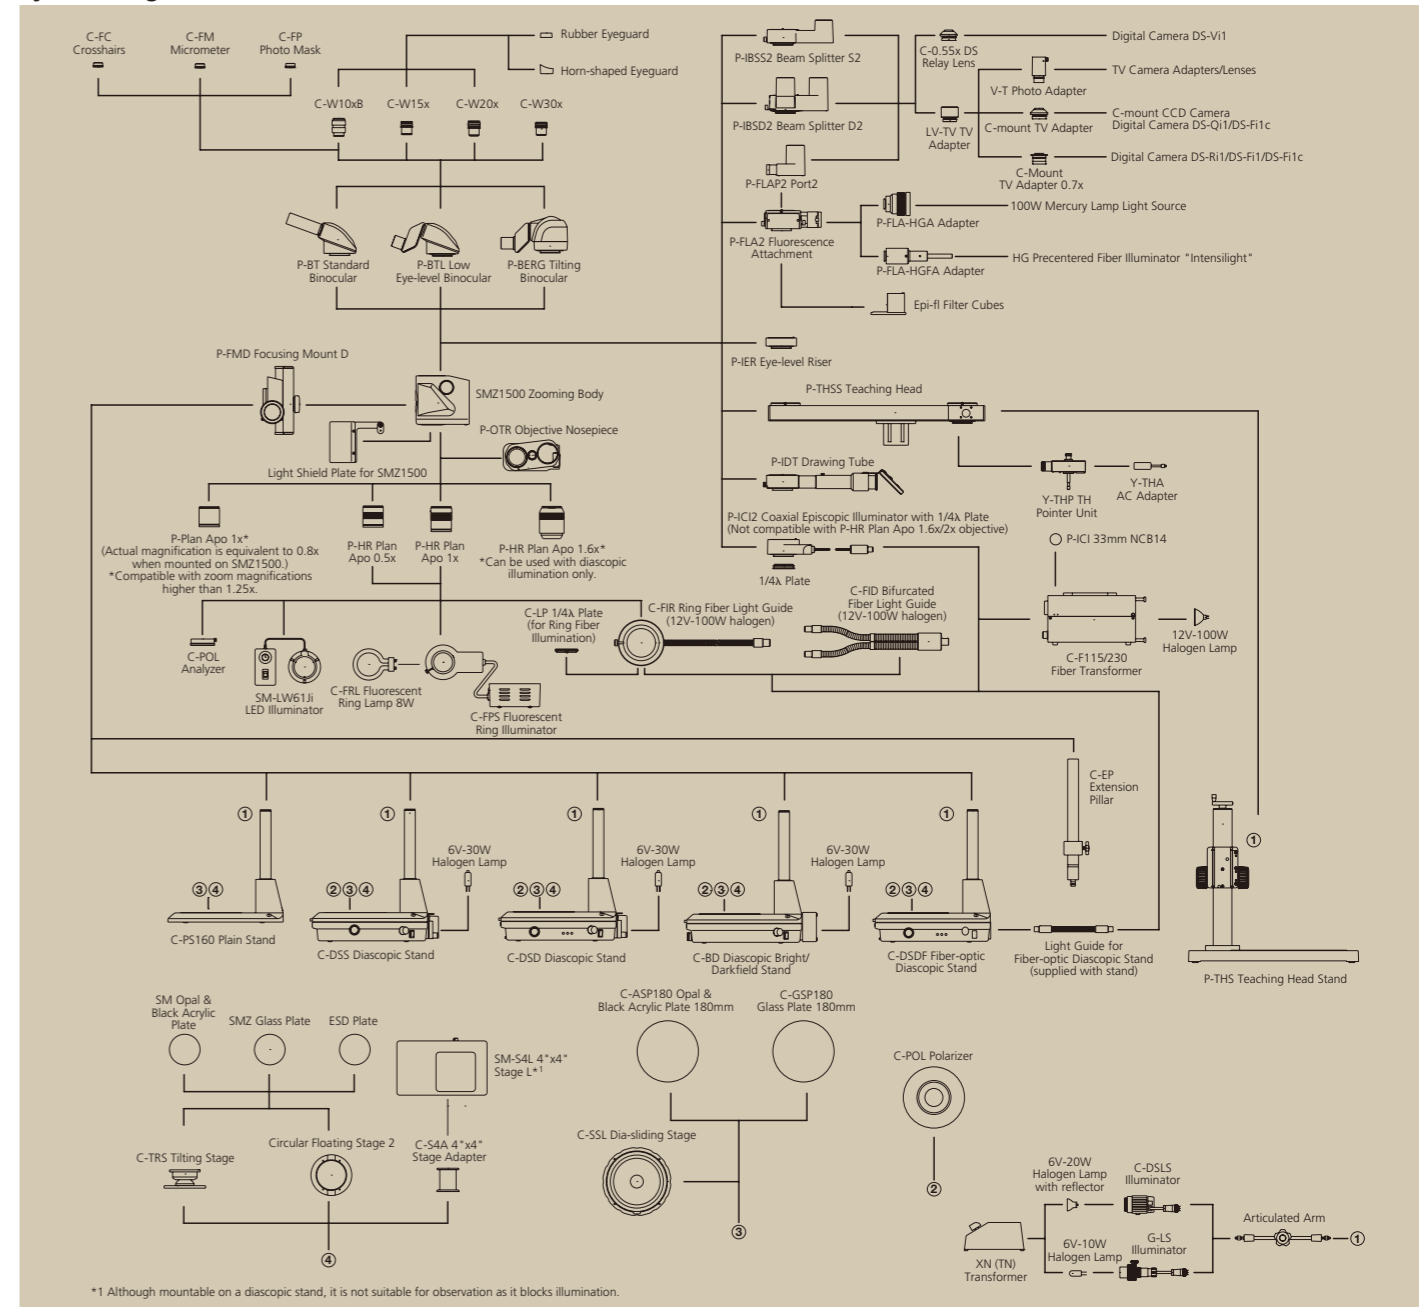 C-FC
Crosshairs
C-FM
Micrometer
C-FP
Photo Mask
Rubber Eyeguard
Horn-shaped Eyeguard
C-W10xB
C-W15x
C-W20x
C-W30x
P-BT Standard
Binocular
P-BTL Low
Eye-level Binocular
P-BERG Tilting
Binocular
P-IBSS2 Beam Splitter S2
P-IBSD2 Beam Splitter D2
C-0.55x DS
Relay Lens
Digital Camera DS-Vi1
V-T Photo Adapter
TV Camera Adapters/Lenses
LV-TV TV
Adapter
C-mount TV Adapter
C-mount CCD Camera
Digital Camera DS-Qi1/DS-Fi1c
C-Mount
TV Adapter 0.7x
Digital Camera DS-Ri1/DS-Fi1/DS-Fi1c
P-FLAP2 Port2
P-FLA2 Fluorescence
Attachment
P-FLA-HGA Adapter
100W Mercury Lamp Light Source
P-FLA-HGFA Adapter
HG Precentered Fiber Illuminator "Intensilight"
Epi-fl Filter Cubes
P-IER Eye-level Riser
P-FMD Focusing Mount D
SMZ1500 Zooming Body
P-OTR Objective Nosepiece
Light Shield Plate for SMZ1500
P-THSS Teaching Head
P-IDT Drawing Tube
Y-THP TH
Pointer Unit
Y-THA
AC Adapter
P-ICI2 Coaxial Episcopic Illuminator with 1/4λ Plate
(Not compatible with P-HR Plan Apo 1.6x/2x objective)
1/4λ Plate
P-ICI 33mm NCB14
P-Plan Apo 1x*
(Actual magnification is equivalent to 0.8x
when mounted on SMZ1500.)
*Compatible with zoom magnifications
higher than 1.25x.
P-HR Plan
Apo 0.5x
P-HR Plan
Apo 1x
P-HR Plan Apo 1.6x*
*Can be used with diascopic
illumination only.
C-POL
Analyzer
SM-LW61Ji
LED Illuminator
C-FRL Fluorescent
Ring Lamp 8W
C-FPS Fluorescent
Ring Illuminator
C-LP 1/4λ Plate
(for Ring Fiber
Illumination)
C-FIR Ring Fiber Light Guide
(12V-100W halogen)
C-FID Bifurcated
Fiber Light Guide
(12V-100W halogen)
C-F115/230
Fiber Transformer
12V-100W
Halogen Lamp
C-EP
Extension
Pillar
①
①
①
①
①
①
6V-30W
Halogen Lamp
6V-30W
Halogen Lamp
6V-30W
Halogen Lamp
③④
②③④
②③④
②③④
②③④
C-PS160 Plain Stand
C-DSS Diascopic Stand
C-DSD Diascopic Stand
C-BD Diascopic Bright/
Darkfield Stand
C-DSDF Fiber-optic
Diascopic Stand
Light Guide for
Fiber-optic Diascopic Stand
(supplied with stand)
P-THS Teaching Head Stand
SM Opal &
Black Acrylic
Plate
SMZ Glass Plate
ESD Plate
SM-S4L 4"x4"
Stage L*1
C-ASP180 Opal &
Black Acrylic Plate 180mm
C-GSP180
Glass Plate 180mm
C-POL Polarizer
C-TRS Tilting Stage
Circular Floating Stage 2
C-S4A 4"x4"
Stage Adapter
C-SSL Dia-sliding Stage
④
③
②
XN (TN)
Transformer
6V-20W
Halogen Lamp
with reflector
C-DSLS
Illuminator
6V-10W
Halogen Lamp
G-LS
Illuminator
Articulated Arm
①
*1 Although mountable on a diascopic stand, it is not suitable for observation as it blocks illumination.